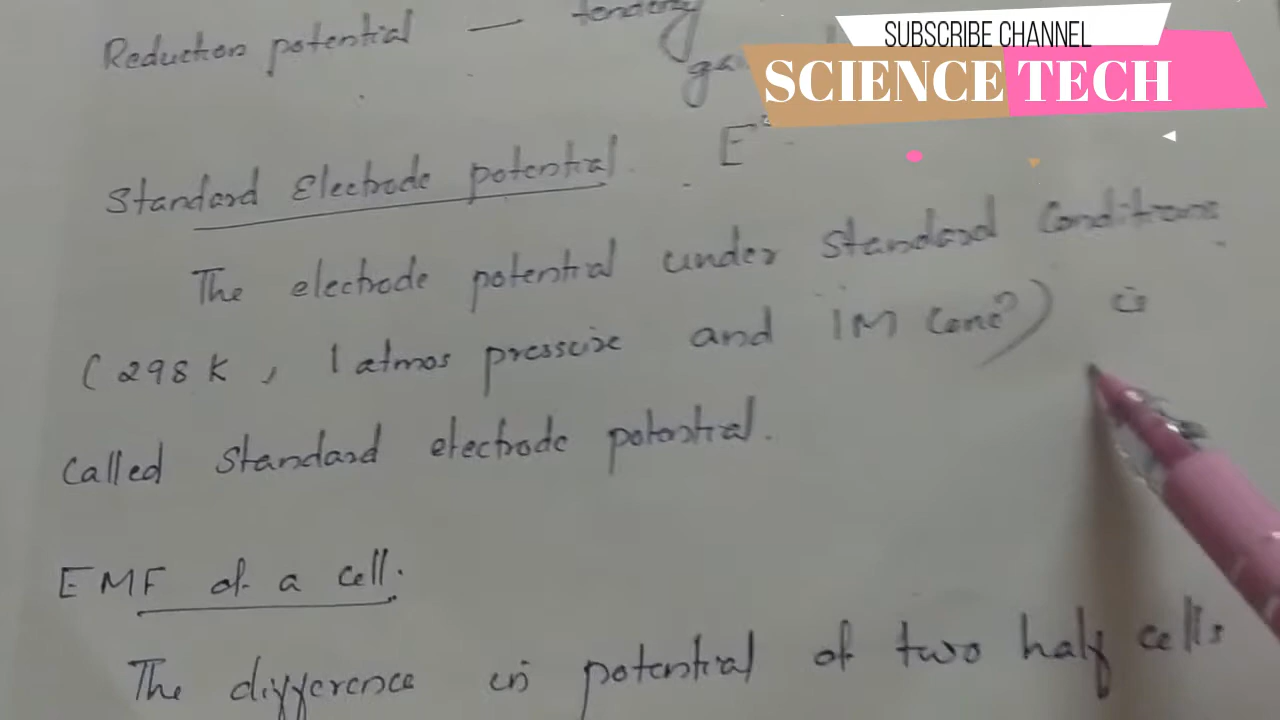 Reduction potential — tendency
ga
SUBSCRIBE CHANNEL
SCIENCE TECH
Standard Electrode potential. E
The electrode potential under standard conditions
(298 K, 1 atmos pressure and 1M Conc) is
called standard electrode potential.
EMF of a cell.
The difference in potential of two half cells